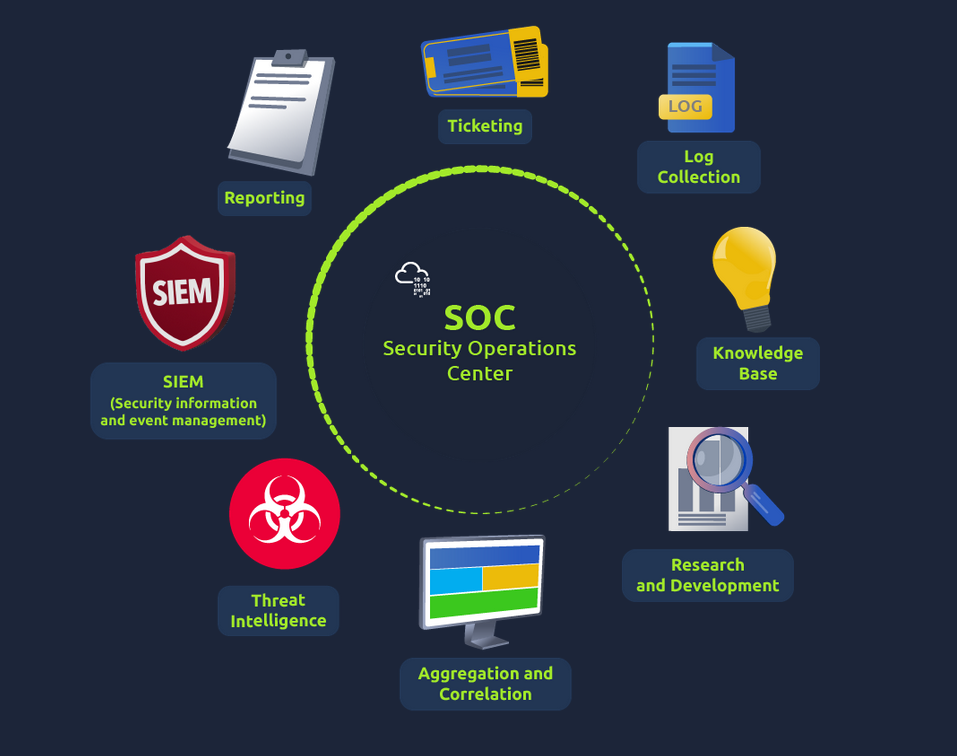 Ticketing
LOG
Log
Collection
Reporting
SIEM
Knowledge
Base
SOC
Security Operations
Center
SIEM
(Security information
and event management)
Research
and Development
Threat
Intelligence
Aggregation and
Correlation